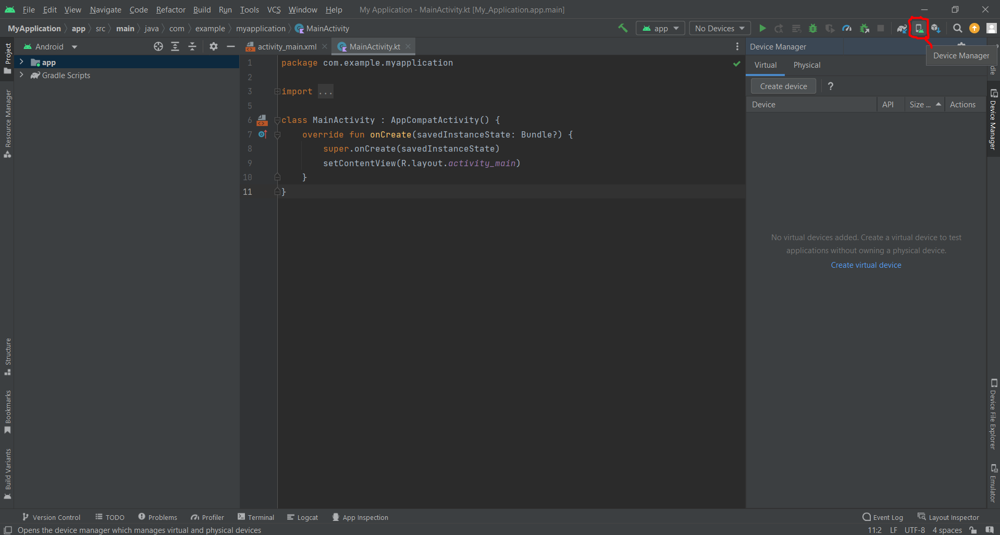 File Edit View Navigate Code Refactor Build Run Tools VCS Window Help My Application - MainActivity.kt [My_Application.app.main]
MyApplication app src main java com example myapplication MainActivity app No Devices
Project
Android
activity_main.xml MainActivity.kt
Device Manager
Device Manager
app
Gradle Scripts
Virtual Physical
Create device ?
Device API Size ... Actions
1 package com.example.myapplication
2
3 import ...
5
6 class MainActivity : AppCompatActivity() {
7 override fun onCreate(savedInstanceState: Bundle?) {
8 super.onCreate(savedInstanceState)
9 setContentView(R.layout.activity_main)
10 }
11 }
No virtual devices added. Create a virtual device to test
applications without owning a physical device.
Create virtual device
Resource Manager
Structure
Bookmarks
Build Variants
Device Manager
Device File Explorer
Emulator
Version Control TODO Problems Profiler Terminal Logcat App Inspection Event Log Layout Inspector
Opens the device manager which manages virtual and physical devices 11:2 LF UTF-8 4 spaces